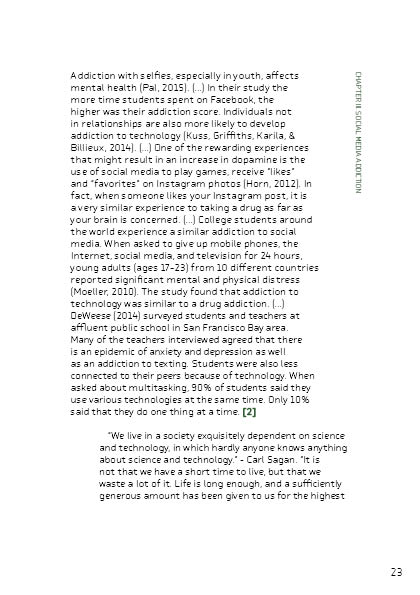 Addiction with selfies, especially in youth, affects
mental health (Pal, 2015). (...) In their study the
more time students spent on Facebook, the
higher was their addiction score. Individuals not
in relationships are also more likely to develop
addiction to technology (Kuss, Griffiths, Karila, &
Billieux, 2014). (...) One of the rewarding experiences
that might result in an increase in dopamine is the
use of social media to play games, receive "likes"
and "favorites" on Instagram photos (Horn, 2012). In
fact, when someone likes your Instagram post, it is
a very similar experience to taking a drug as far as
your brain is concerned. (...) College students around
the world experience a similar addiction to social
media. When asked to give up mobile phones, the
Internet, social media, and television for 24 hours,
young adults (ages 17-23) from 10 different countries
reported significant mental and physical distress
(Moeller, 2010). The study found that addiction to
technology was similar to a drug addiction. (...)
DeWeese (2014) surveyed students and teachers at
affluent public school in San Francisco Bay area.
Many of the teachers interviewed agreed that there
is an epidemic of anxiety and depression as well
as an addiction to texting. Students were also less
connected to their peers because of technology. When
asked about multitasking, 90% of students said they
use various technologies at the same time. Only 10%
said that they do one thing at a time. [2]
"We live in a society exquisitely dependent on science
and technology, in which hardly anyone knows anything
about science and technology." - Carl Sagan. "It is
not that we have a short time to live, but that we
waste a lot of it. Life is long enough, and a sufficiently
generous amount has been given to us for the highest
CHAPTER III. SOCIAL MEDIA ADDICTION
23